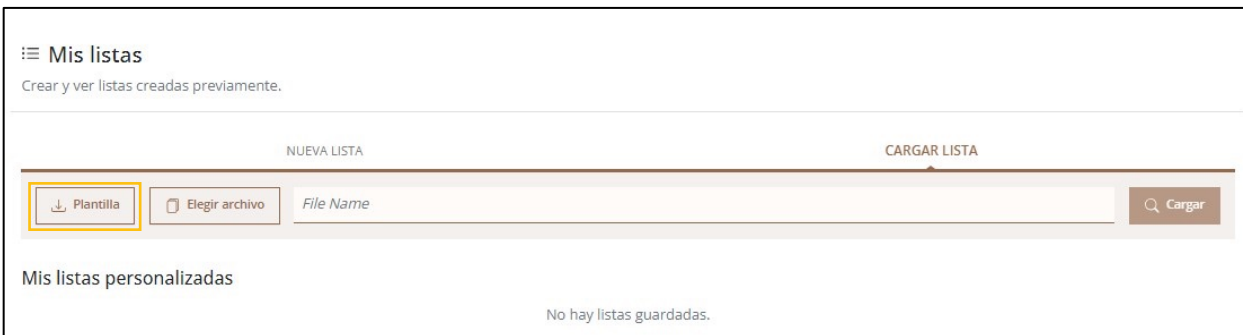 Mis listas
Crear y ver listas creadas previamente.
NUEVA LISTA
CARGAR LISTA
Plantilla
Elegir archivo
File Name
Cargar
Mis listas personalizadas
No hay listas guardadas.